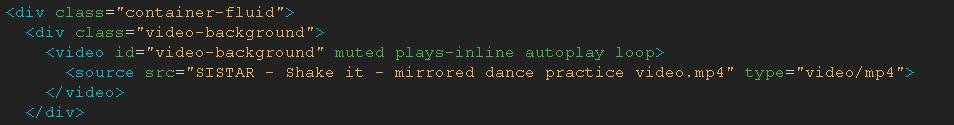 <div class="container-fluid">
<div class="video-background">
<video id="video-background" muted plays-inline autoplay loop>
<source src="SISTAR - Shake it - mirrored dance practice video.mp4" type="video/mp4">
</video>
</div>